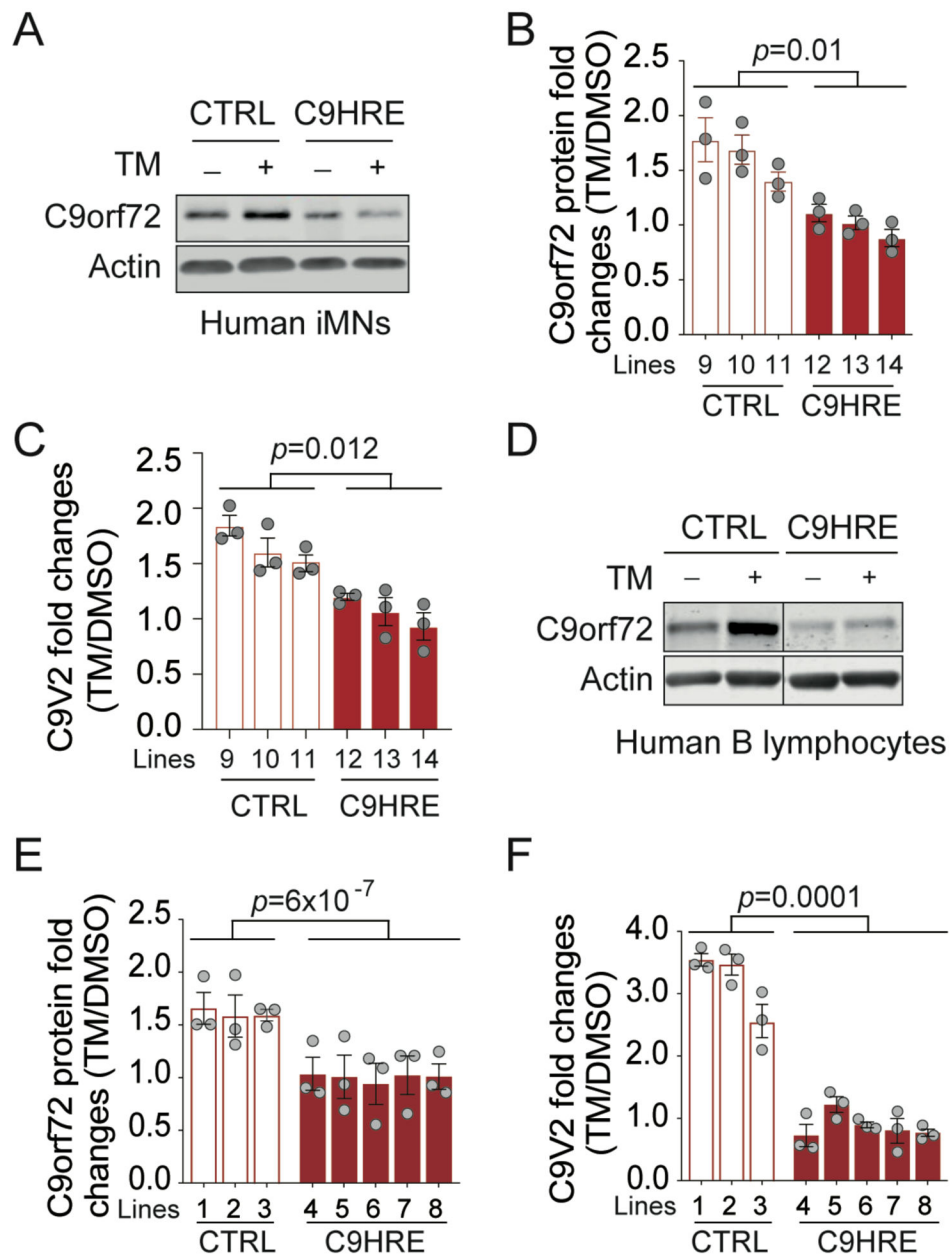 A
CTRL C9HRE
TM – + – +
C9orf72
Actin
Human iMNs
B
C9orf72 protein fold
changes (TM/DMSO)
p=0.01
2.5
2.0
1.5
1.0
0.5
0.0
Lines 9 10 11 12 13 14
CTRL C9HRE
C
C9V2 fold changes
(TM/DMSO)
p=0.012
2.5
2.0
1.5
1.0
0.5
0.0
Lines 9 10 11 12 13 14
CTRL C9HRE
D
CTRL C9HRE
TM – + – +
C9orf72
Actin
Human B lymphocytes
E
C9orf72 protein fold
changes (TM/DMSO)
p=6x10 -7
2.5
2.0
1.5
1.0
0.5
0.0
Lines 1 2 3 4 5 6 7 8
CTRL C9HRE
F
C9V2 fold changes
(TM/DMSO)
p=0.0001
4.0
3.0
2.0
1.0
0.0
Lines 1 2 3 4 5 6 7 8
CTRL C9HRE